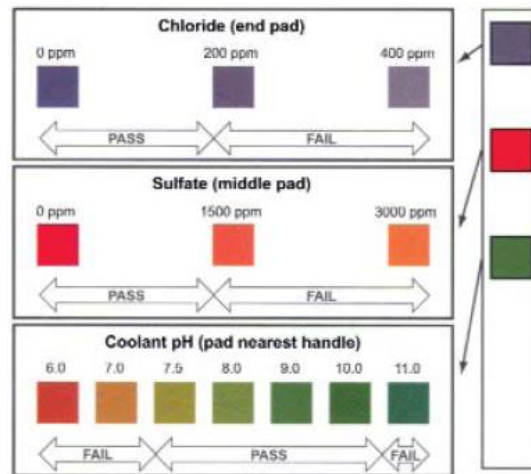 Chloride (end pad)
0 ppm 200 ppm 400 ppm
PASS FAIL
Sulfate (middle pad)
0 ppm 1500 ppm 3000 ppm
PASS FAIL
Coolant pH (pad nearest handle)
6.0 7.0 7.5 8.0 9.0 10.0 11.0
FAIL PASS FAIL